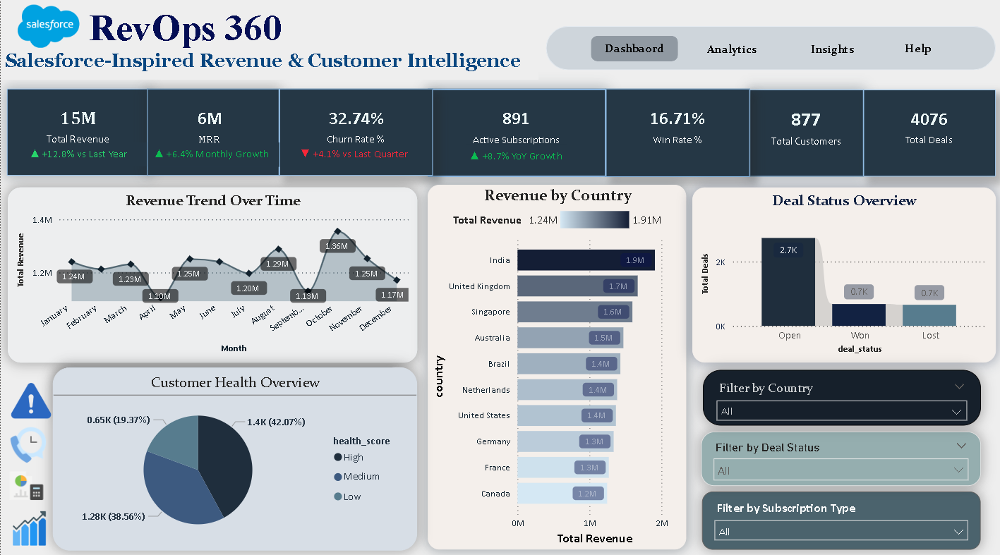 salesforce
RevOps 360
Salesforce-Inspired Revenue & Customer Intelligence
Dashbaord
Analytics
Insights
Help
15M
Total Revenue
▲ +12.8% vs Last Year
6M
MRR
▲ +6.4% Monthly Growth
32.74%
Churn Rate %
▼ +4.1% vs Last Quarter
891
Active Subscriptions
▲ +8.7% YoY Growth
16.71%
Win Rate %
877
Total Customers
4076
Total Deals
Revenue Trend Over Time
Total Revenue
1.4M
1.2M
1.24M
1.23M
1.10M
1.25M
1.20M
1.29M
1.13M
1.36M
1.25M
1.17M
January
February
March
April
May
June
July
August
Septemb...
October
November
December
Month
Revenue by Country
Total Revenue 1.24M 1.91M
country
India 1.9M
United Kingdom 1.7M
Singapore 1.6M
Australia 1.5M
Brazil 1.4M
Netherlands 1.4M
United States 1.4M
Germany 1.3M
France 1.3M
Canada 1.2M
0M 1M 2M
Total Revenue
Deal Status Overview
Total Deals
2K
0K
2.7K
0.7K
0.7K
Open Won Lost
deal_status
Customer Health Overview
0.65K (19.37%)
1.4K (42.07%)
1.28K (38.56%)
health_score
High
Medium
Low
Filter by Country
All
Filter by Deal Status
All
Filter by Subscription Type
All